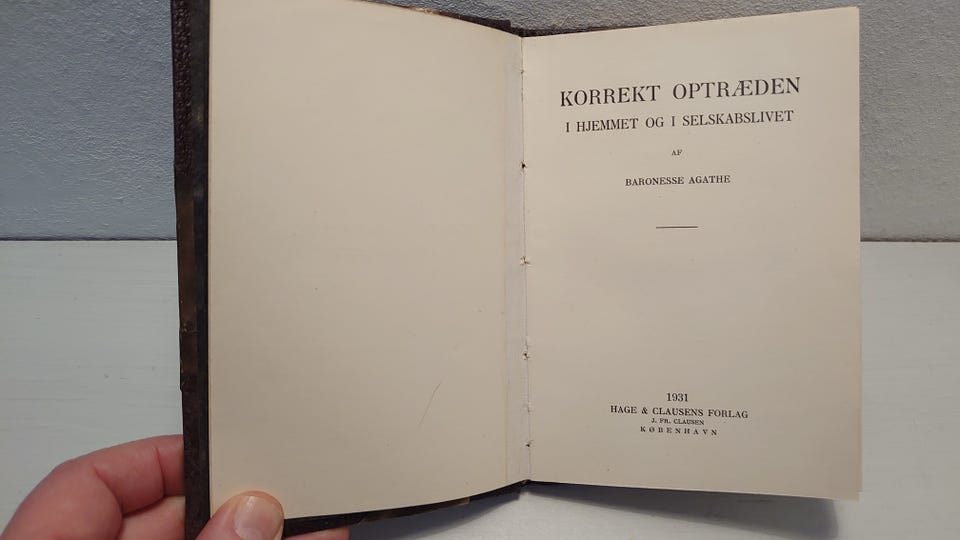 KORREKT OPTRÆDEN
I HJEMMET OG I SELSKABSLIVET
AF
BARONESSE AGATHE
1931
HAGE & CLAUSENS FORLAG
J. FR. CLAUSEN
KØBENHAVN